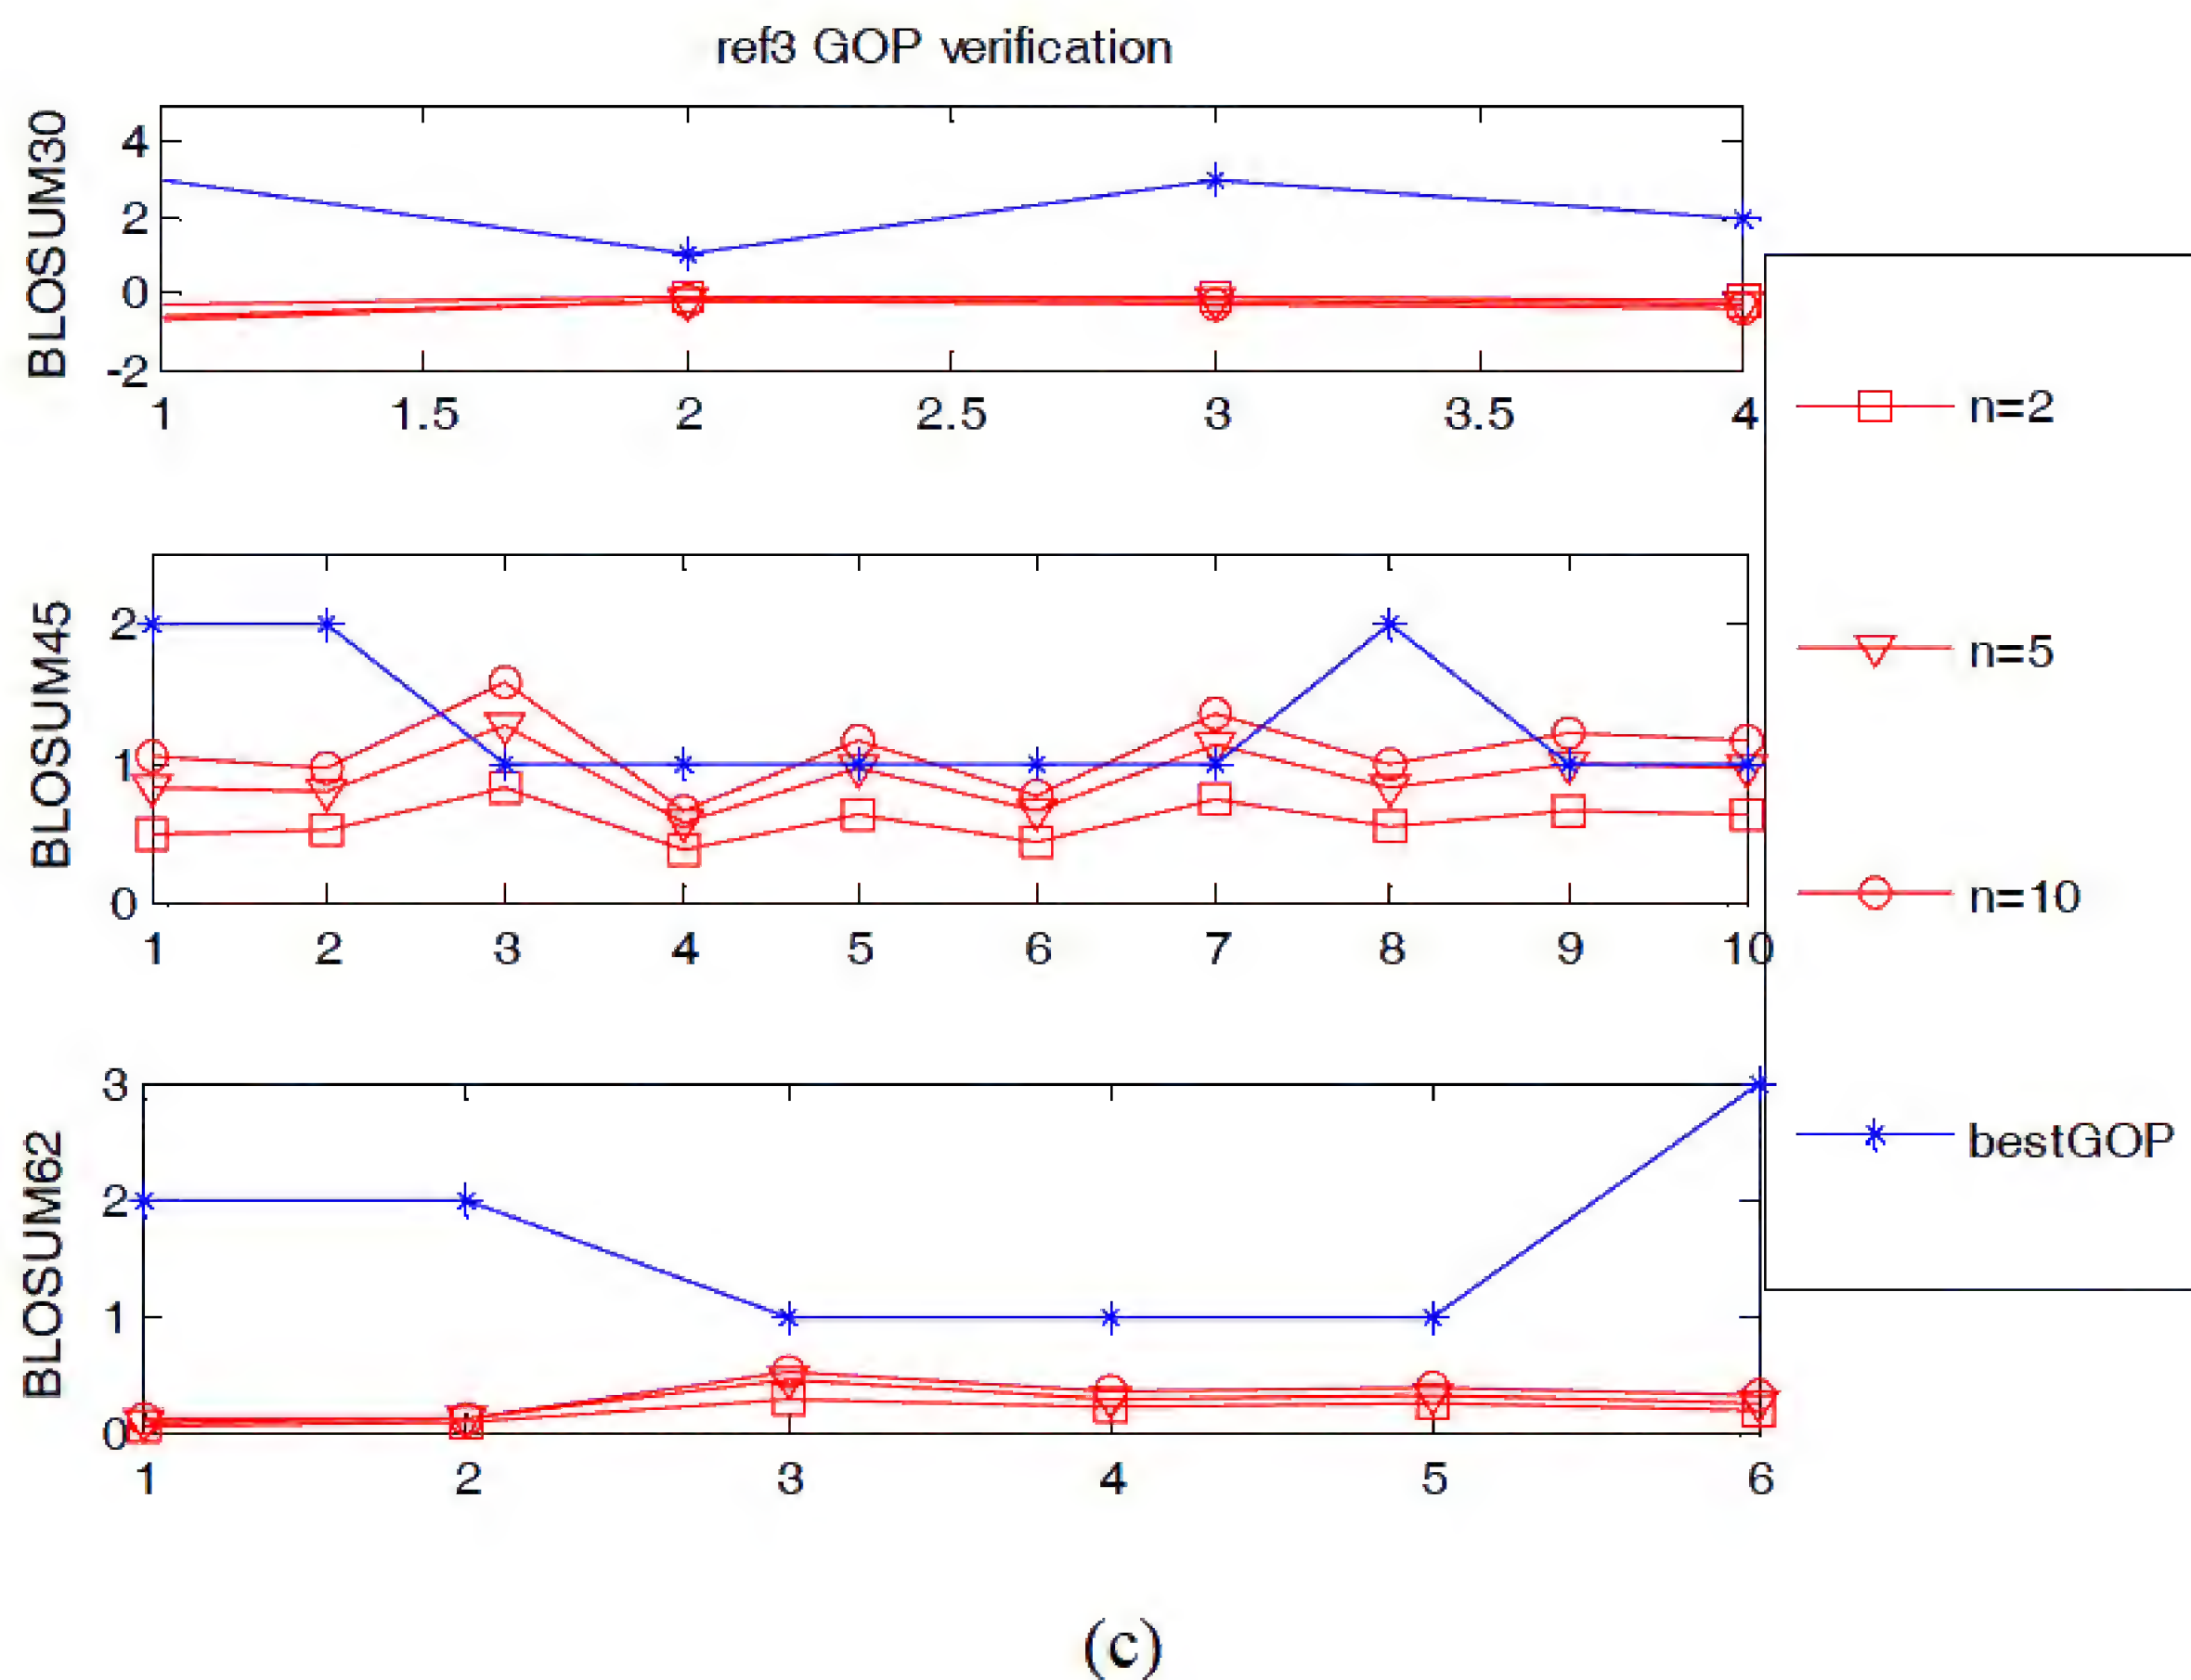 ref3 GOP verification
BLOSUM30
4
2
0
-2
1 1.5 2 2.5 3 3.5 4
BLOSUM45
2
1
0
1 2 3 4 5 6 7 8 9 10
BLOSUM62
3
2
1
0
1 2 3 4 5 6
n=2
n=5
n=10
bestGOP
(c)